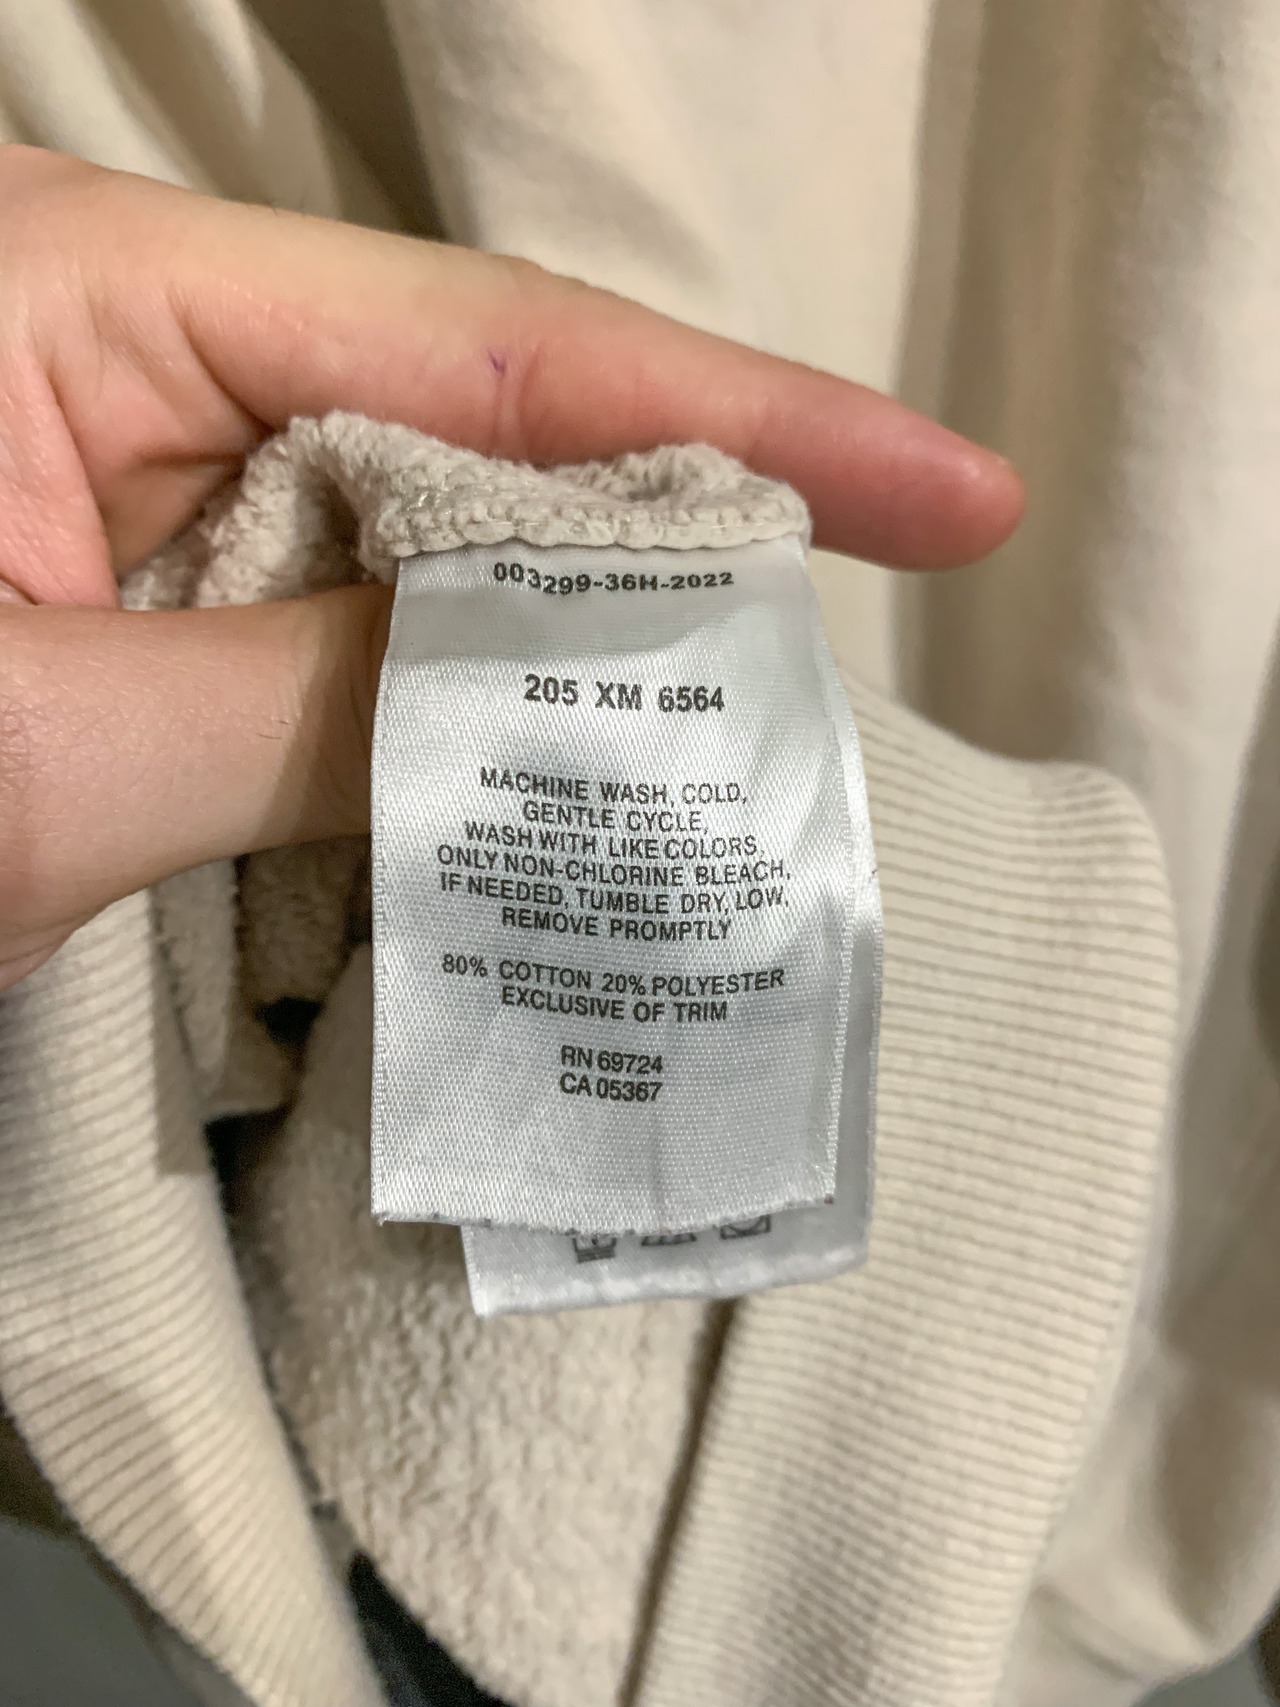 003299-36H-2022
205 XM 6564
MACHINE WASH, COLD,
GENTLE CYCLE,
WASH WITH LIKE COLORS,
ONLY NON-CHLORINE BLEACH,
IF NEEDED, TUMBLE DRY, LOW,
REMOVE PROMPTLY
80% COTTON 20% POLYESTER
EXCLUSIVE OF TRIM
RN 69724
CA 05367